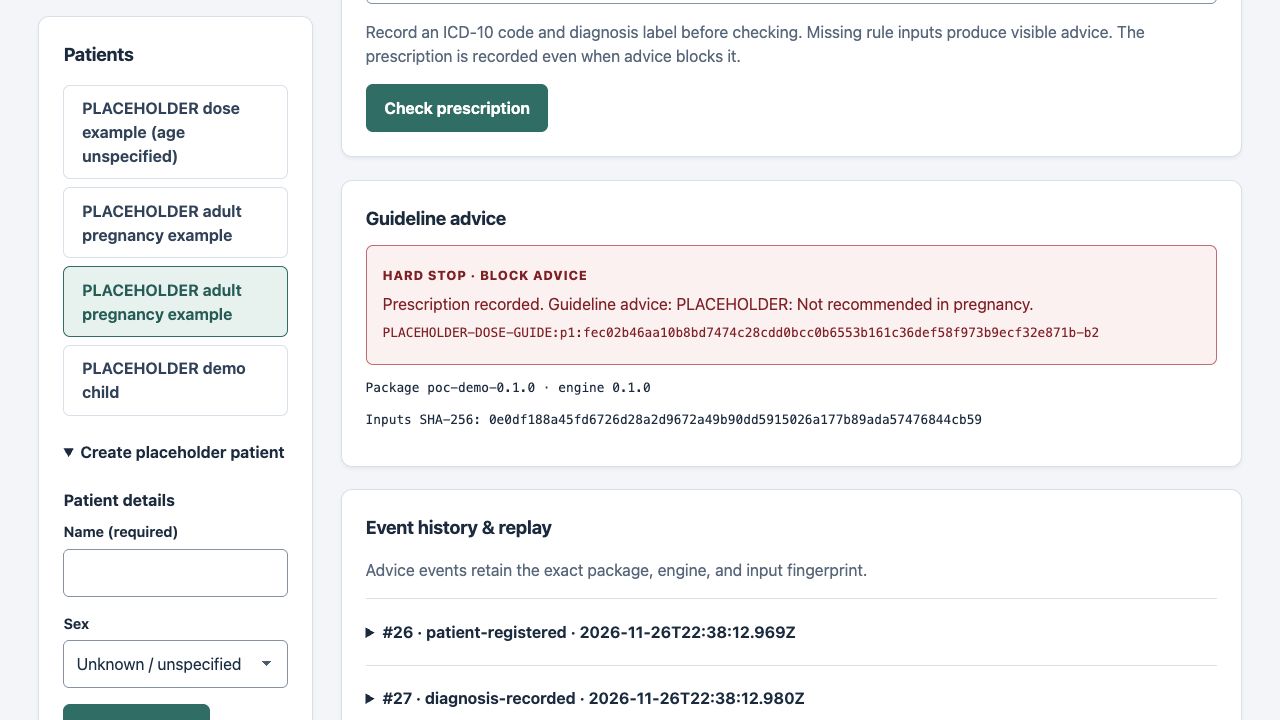 Patients
PLACEHOLDER dose
example (age
unspecified)
PLACEHOLDER adult
pregnancy example
PLACEHOLDER adult
pregnancy example
PLACEHOLDER demo
child
▼ Create placeholder patient
Patient details
Name (required)
Sex
Unknown / unspecified
Record an ICD-10 code and diagnosis label before checking. Missing rule inputs produce visible advice. The
prescription is recorded even when advice blocks it.
Check prescription
Guideline advice
HARD STOP · BLOCK ADVICE
Prescription recorded. Guideline advice: PLACEHOLDER: Not recommended in pregnancy.
PLACEHOLDER-DOSE-GUIDE:p1:fec02b46aa10b8bd7474c28cdd0bcc0b6553b161c36def58f973b9ecf32e871b-b2
Package poc-demo-0.1.0 · engine 0.1.0
Inputs SHA-256: 0e0df188a45fd6726d28a2d9672a49b90dd5915026a177b89ada57476844cb59
Event history & replay
Advice events retain the exact package, engine, and input fingerprint.
▶ #26 · patient-registered · 2026-11-26T22:38:12.969Z
▶ #27 · diagnosis-recorded · 2026-11-26T22:38:12.980Z